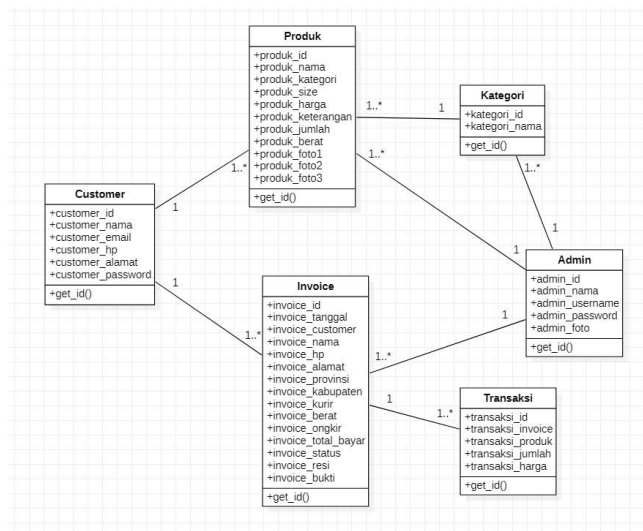 Produk
+produk_id
+produk_nama
+produk_kategori
+produk_size
+produk_harga
+produk_keterangan
+produk_jumlah
+produk_berat
+produk_foto1
+produk_foto2
+produk_foto3
+get_id()
1..*
1
1..*
1..*
1
Kategori
+kategori_id
+kategori_nama
+get_id()
1..*
1
Customer
+customer_id
+customer_nama
+customer_email
+customer_hp
+customer_alamat
+customer_password
+get_id()
1
1
1..*
Admin
+admin_id
+admin_nama
+admin_username
+admin_password
+admin_foto
+get_id()
1
1
Invoice
+invoice_id
+invoice_tanggal
+invoice_customer
+invoice_nama
+invoice_hp
+invoice_alamat
+invoice_provinsi
+invoice_kabupaten
+invoice_kurir
+invoice_berat
+invoice_ongkir
+invoice_total_bayar
+invoice_status
+invoice_resi
+invoice_bukti
+get_id()
1..*
1..*
Transaksi
+transaksi_id
+transaksi_invoice
+transaksi_produk
+transaksi_jumlah
+transaksi_harga
+get_id()